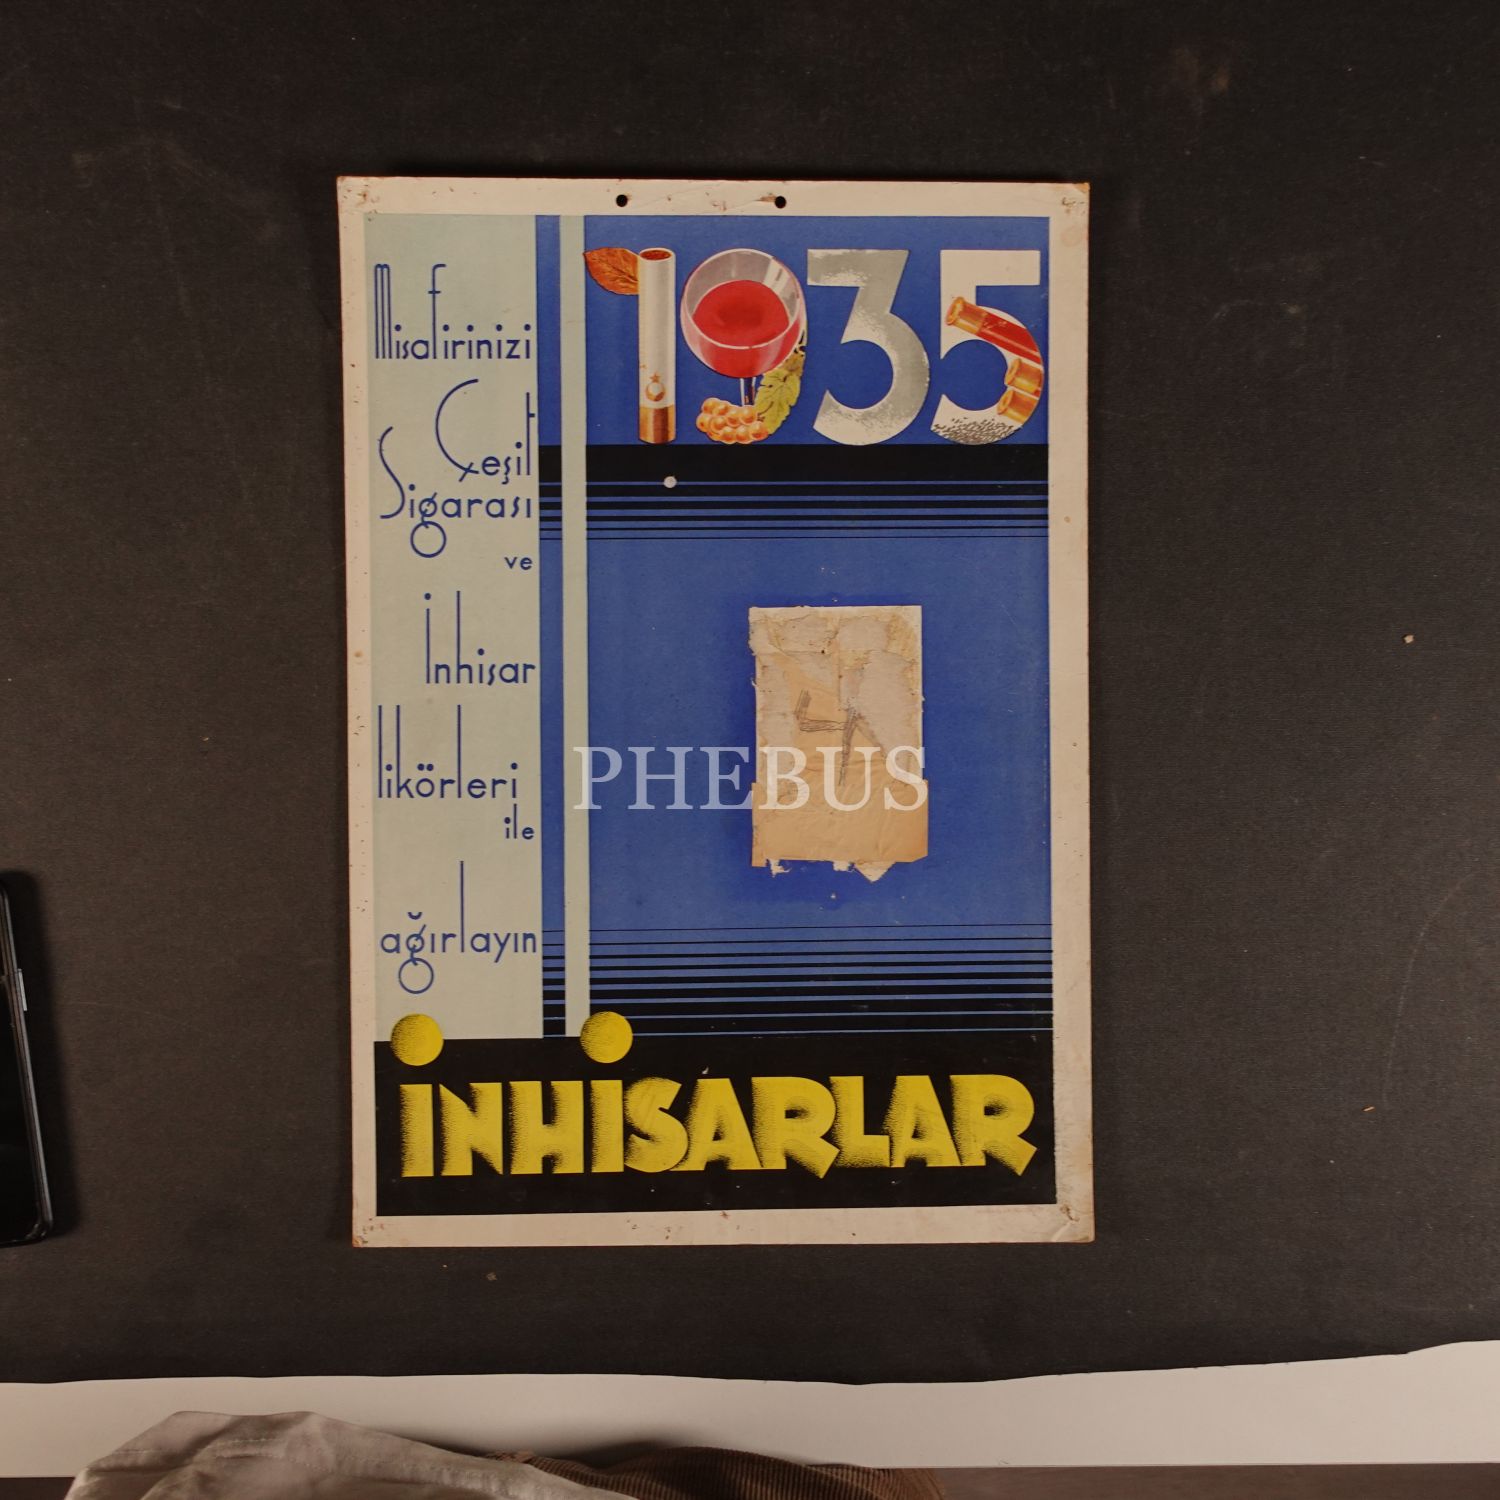 1935
Misafirinizi
Çeşit
Sigarası
ve
İnhisar
likörleri
ile
ağırlayın
PHEBUS
İNHİSARLAR